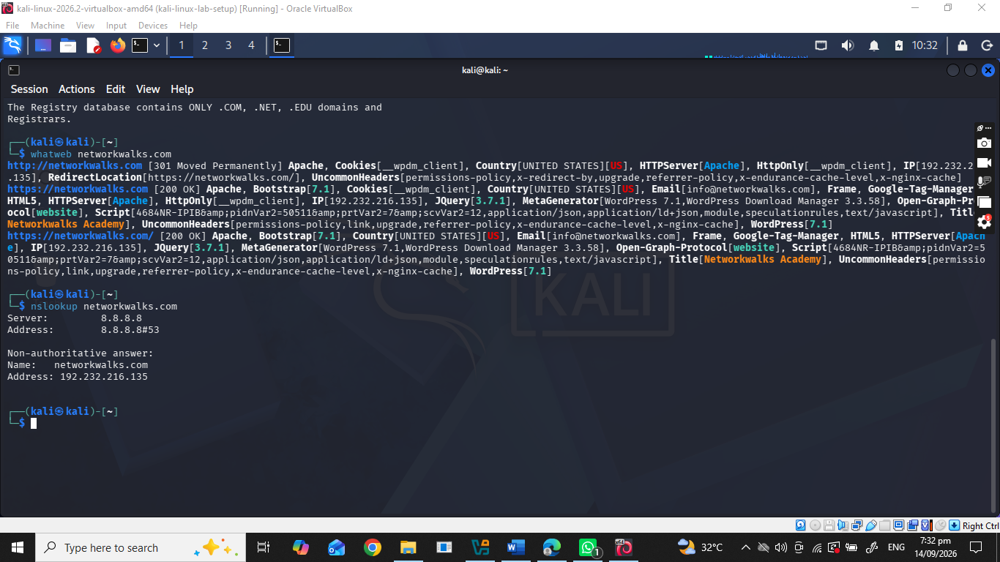 kali-linux-2026.2-virtualbox-amd64 (kali-linux-lab-setup) [Running] - Oracle VirtualBox
File Machine View Input Devices Help
1 2 3 4 10:32
kali@kali: ~
Session Actions Edit View Help
The Registry database contains ONLY .COM, .NET, .EDU domains and
Registrars.
┌──(kali㉿kali)-[~]
└─$ whatweb networkwalks.com
http://networkwalks.com [301 Moved Permanently] Apache, Cookies[__wpdm_client], Country[UNITED STATES][US], HTTPServer[Apache], HttpOnly[__wpdm_client], IP[192.232.2
.135], RedirectLocation[https://networkwalks.com/], UncommonHeaders[permissions-policy,x-redirect-by,upgrade,referrer-policy,x-endurance-cache-level,x-nginx-cache]
https://networkwalks.com [200 OK] Apache, Bootstrap[7.1], Cookies[__wpdm_client], Country[UNITED STATES][US], Email[info@networkwalks.com], Frame, Google-Tag-Manager
HTML5, HTTPServer[Apache], HttpOnly[__wpdm_client], IP[192.232.216.135], JQuery[3.7.1], MetaGenerator[WordPress 7.1,WordPress Download Manager 3.3.58], Open-Graph-Pr
ocol[website], Script[4684NR-IPIB&amp;pidnVar2=50511&amp;prtVar2=7&amp;scvVar2=12,application/json,application/ld+json,module,speculationrules,text/javascript], Titl
Networkwalks Academy], UncommonHeaders[permissions-policy,link,upgrade,referrer-policy,x-endurance-cache-level,x-nginx-cache], WordPress[7.1]
https://networkwalks.com/ [200 OK] Apache, Bootstrap[7.1], Country[UNITED STATES][US], Email[info@networkwalks.com], Frame, Google-Tag-Manager, HTML5, HTTPServer[Apach
e], IP[192.232.216.135], JQuery[3.7.1], MetaGenerator[WordPress 7.1,WordPress Download Manager 3.3.58], Open-Graph-Protocol[website], Script[4684NR-IPIB&amp;pidnVar2=5
0511&amp;prtVar2=7&amp;scvVar2=12,application/json,application/ld+json,module,speculationrules,text/javascript], Title[Networkwalks Academy], UncommonHeaders[permissio
ns-policy,link,upgrade,referrer-policy,x-endurance-cache-level,x-nginx-cache], WordPress[7.1]
┌──(kali㉿kali)-[~]
└─$ nslookup networkwalks.com
Server: 8.8.8.8
Address: 8.8.8.8#53
Non-authoritative answer:
Name: networkwalks.com
Address: 192.232.216.135
┌──(kali㉿kali)-[~]
└─$
KALI
5
Right Ctrl
Type here to search
1
x64
32°C
ENG
7:32 pm
14/09/2026